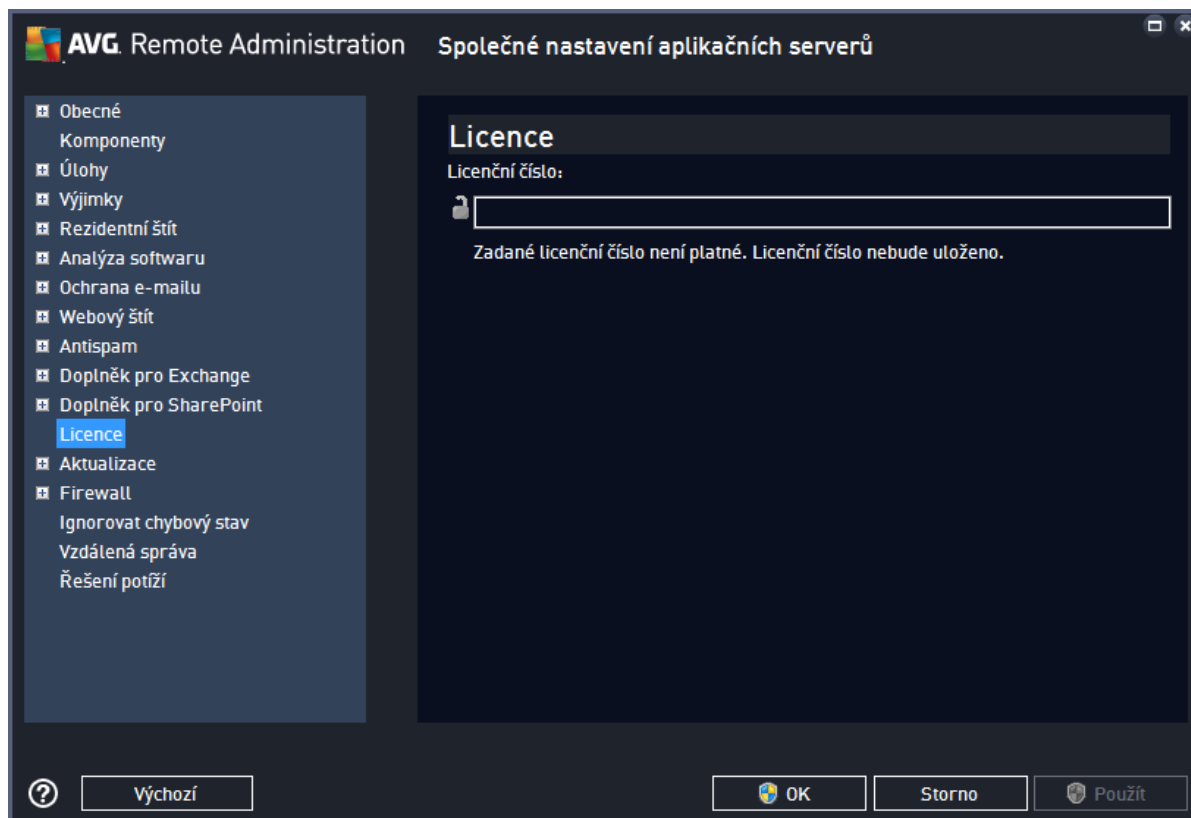 AVG. Remote Administration
Společné nastavení aplikačních serverů
Obecné
Komponenty
Úlohy
Výjimky
Rezidentní štít
Analýza softwaru
Ochrana e-mailu
Webový štít
Antispam
Doplněk pro Exchange
Doplněk pro SharePoint
Licence
Aktualizace
Firewall
Ignorovat chybový stav
Vzdálená správa
Řešení potíží
Licence
Licenční číslo:
Zadané licenční číslo není platné. Licenční číslo nebude uloženo.
Výchozí
OK
Storno
Použít